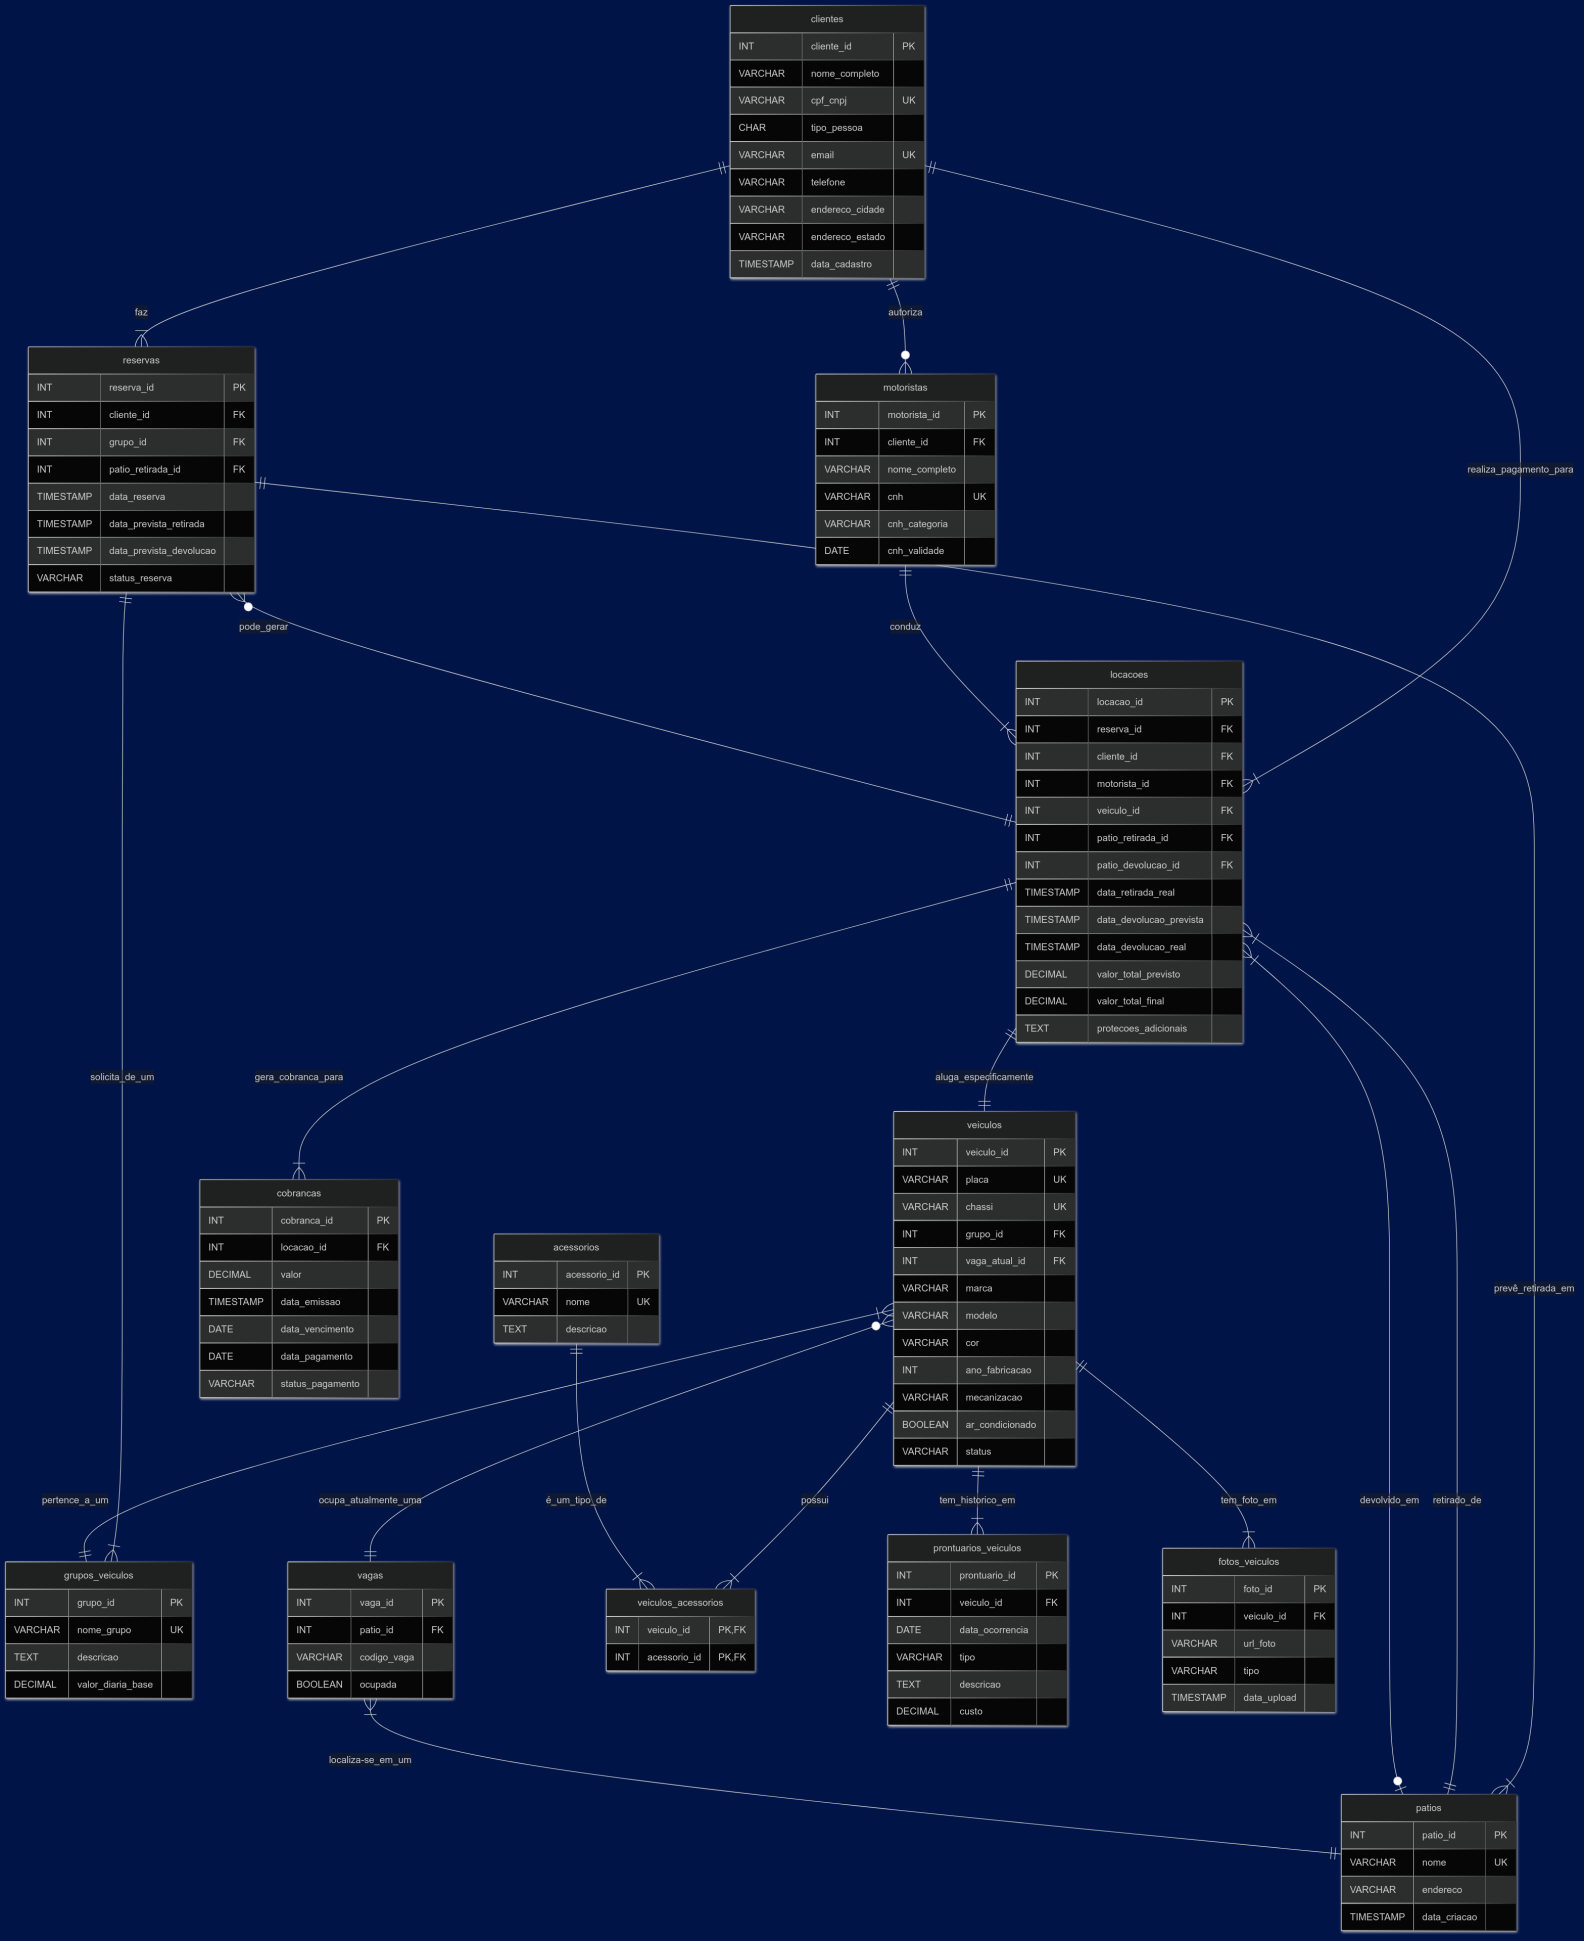 clientes
INT cliente_id PK
VARCHAR nome_completo
VARCHAR cpf_cnpj UK
CHAR tipo_pessoa
VARCHAR email UK
VARCHAR telefone
VARCHAR endereco_cidade
VARCHAR endereco_estado
TIMESTAMP data_cadastro
faz
autoriza
realiza_pagamento_para
reservas
INT reserva_id PK
INT cliente_id FK
INT grupo_id FK
INT patio_retirada_id FK
TIMESTAMP data_reserva
TIMESTAMP data_prevista_retirada
TIMESTAMP data_prevista_devolucao
VARCHAR status_reserva
motoristas
INT motorista_id PK
INT cliente_id FK
VARCHAR nome_completo
VARCHAR cnh UK
VARCHAR cnh_categoria
DATE cnh_validade
pode_gerar
conduz
locacoes
INT locacao_id PK
INT reserva_id FK
INT cliente_id FK
INT motorista_id FK
INT veiculo_id FK
INT patio_retirada_id FK
INT patio_devolucao_id FK
TIMESTAMP data_retirada_real
TIMESTAMP data_devolucao_prevista
TIMESTAMP data_devolucao_real
DECIMAL valor_total_previsto
DECIMAL valor_total_final
TEXT protecoes_adicionais
solicita_de_um
gera_cobranca_para
aluga_especificamente
prevê_retirada_em
cobrancas
INT cobranca_id PK
INT locacao_id FK
DECIMAL valor
TIMESTAMP data_emissao
DATE data_vencimento
DATE data_pagamento
VARCHAR status_pagamento
acessorios
INT acessorio_id PK
VARCHAR nome UK
TEXT descricao
veiculos
INT veiculo_id PK
VARCHAR placa UK
VARCHAR chassi UK
INT grupo_id FK
INT vaga_atual_id FK
VARCHAR marca
VARCHAR modelo
VARCHAR cor
INT ano_fabricacao
VARCHAR mecanizacao
BOOLEAN ar_condicionado
VARCHAR status
pertence_a_um
ocupa_atualmente_uma
é_um_tipo_de
possui
tem_historico_em
tem_foto_em
devolvido_em
retirado_de
grupos_veiculos
INT grupo_id PK
VARCHAR nome_grupo UK
TEXT descricao
DECIMAL valor_diaria_base
vagas
INT vaga_id PK
INT patio_id FK
VARCHAR codigo_vaga
BOOLEAN ocupada
veiculos_acessorios
INT veiculo_id PK,FK
INT acessorio_id PK,FK
prontuarios_veiculos
INT prontuario_id PK
INT veiculo_id FK
DATE data_ocorrencia
VARCHAR tipo
TEXT descricao
DECIMAL custo
fotos_veiculos
INT foto_id PK
INT veiculo_id FK
VARCHAR url_foto
VARCHAR tipo
TIMESTAMP data_upload
localiza-se_em_um
patios
INT patio_id PK
VARCHAR nome UK
VARCHAR endereco
TIMESTAMP data_criacao